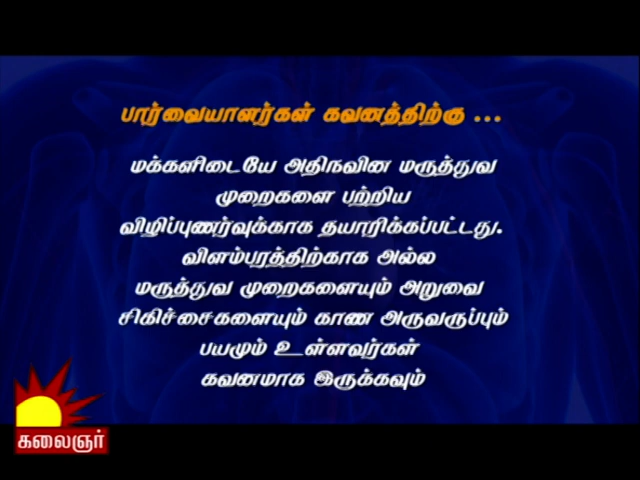 பார்வையாளர்கள் கவனத்திற்கு ...
மக்களிடையே அதிநவின மருத்துவ
முறைகளை பற்றிய
விழிப்புணர்வுக்காக தயாரிக்கப்பட்டது.
விளம்பரத்திற்காக அல்ல
மருத்துவ முறைகளையும் அறுவை
சிகிச்சைகளையும் காண அருவருப்பும்
பயமும் உள்ளவர்கள்
கவனமாக இருக்கவும்
கலைஞர்